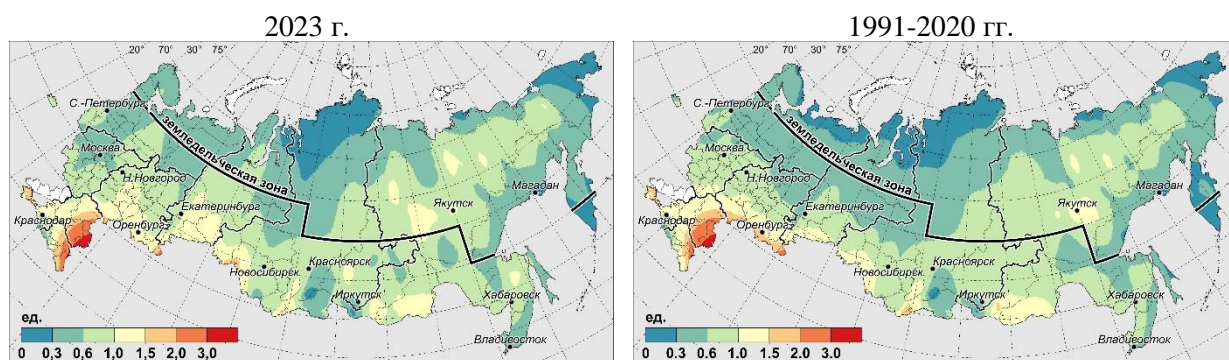 2023 г.
20° 70° 30° 75°
С.-Петербург
земледельческая зона
Москва
Н.Новгород
Магадан
Якутск
Краснодар
Екатеринбург
Оренбург
Новосибирск
Красноярск
Иркутск
Хабаровск
Владивосток
ед.
0 0,3 0,6 1,0 1,5 2,0 3,0
1991-2020 гг.
20° 70° 30° 75°
С.-Петербург
земледельческая зона
Москва
Н.Новгород
Магадан
Якутск
Краснодар
Екатеринбург
Оренбург
Новосибирск
Красноярск
Иркутск
Хабаровск
Владивосток
ед.
0 0,3 0,6 1,0 1,5 2,0 3,0